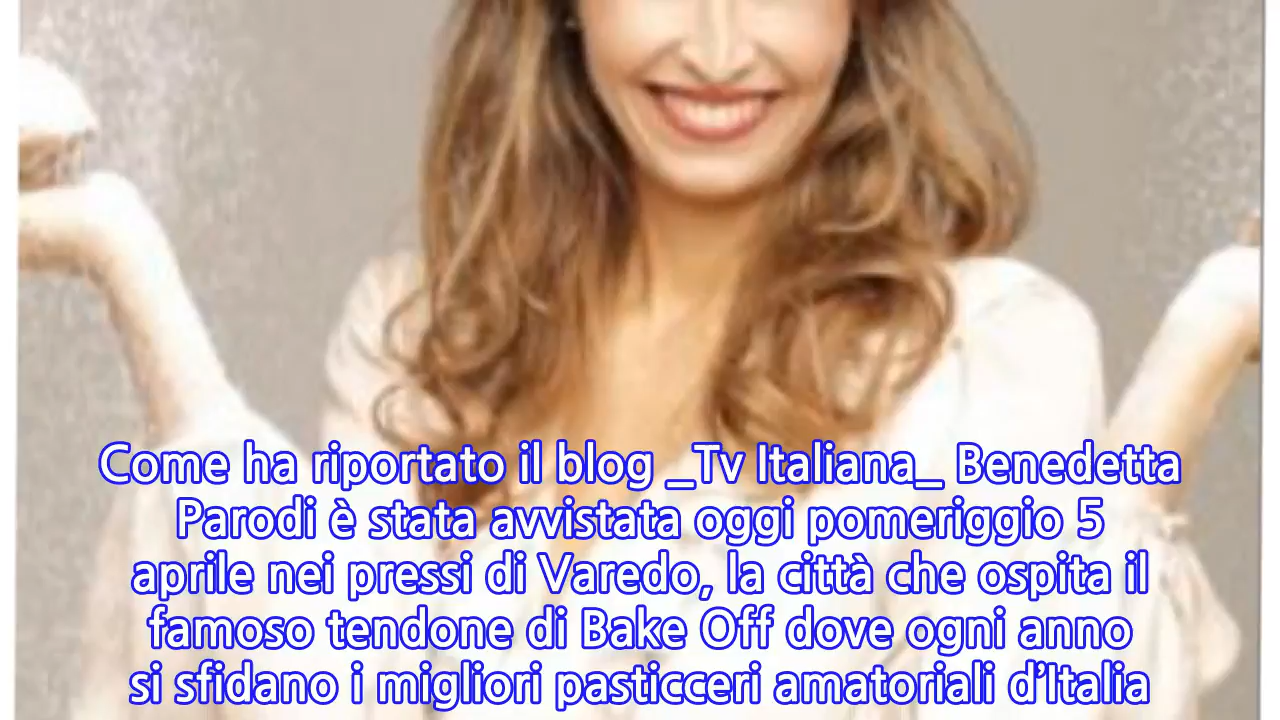 Come ha riportato il blog _Tv Italiana_ Benedetta
Parodi è stata avvistata oggi pomeriggio 5
aprile nei pressi di Varedo, la città che ospita il
famoso tendone di Bake Off dove ogni anno
si sfidano i migliori pasticceri amatoriali d’Italia